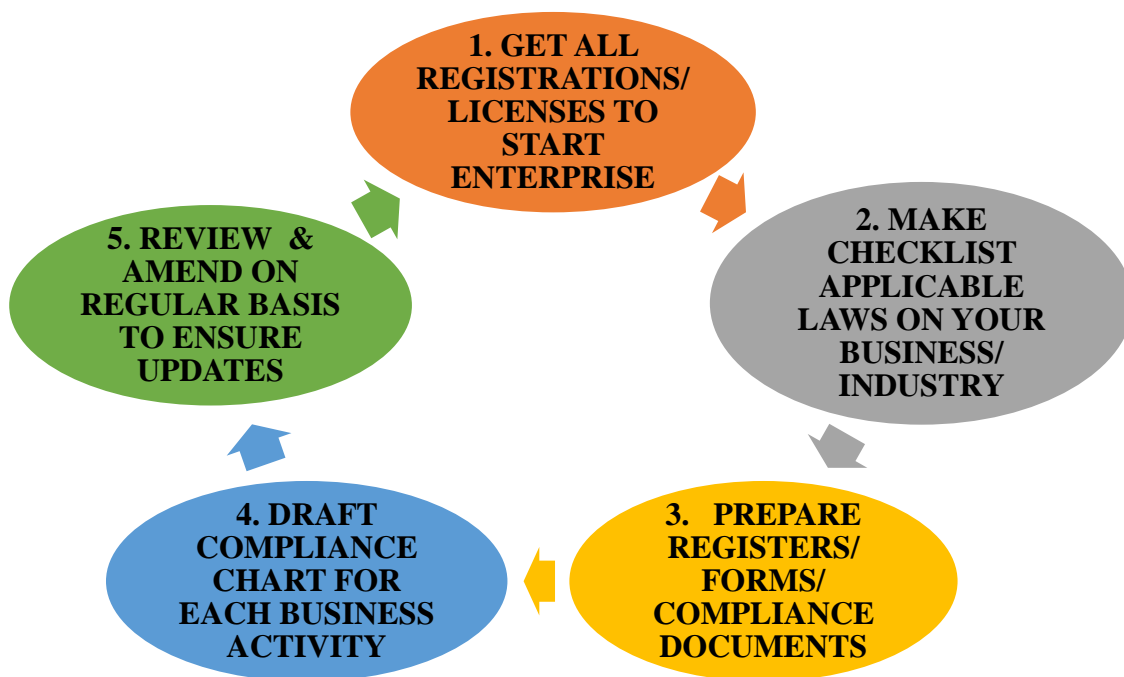 1. GET ALL
REGISTRATIONS/
LICENSES TO
START
ENTERPRISE
2. MAKE
CHECKLIST
APPLICABLE
LAWS ON YOUR
BUSINESS/
INDUSTRY
3. PREPARE
REGISTERS/
FORMS/
COMPLIANCE
DOCUMENTS
4. DRAFT
COMPLIANCE
CHART FOR
EACH BUSINESS
ACTIVITY
5. REVIEW & 
AMEND ON
REGULAR BASIS
TO ENSURE
UPDATES